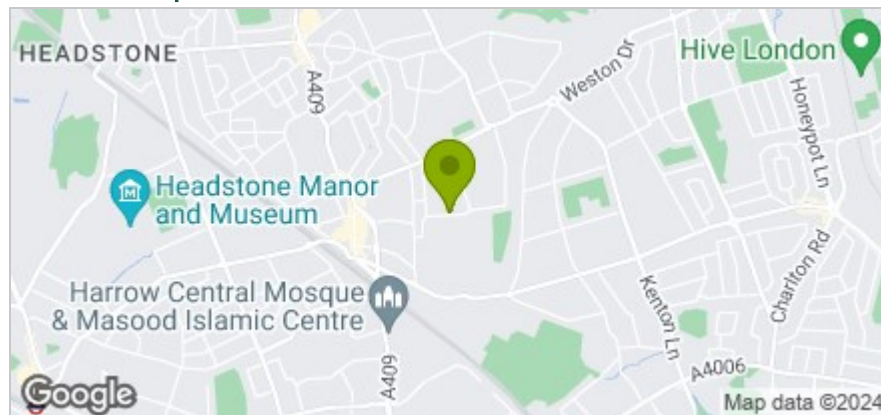 HEADSTONE
A409
Weston Dr
Hive London
Honeypot Ln
Headstone Manor
and Museum
Charlton Rd
Kenton Ln
Harrow Central Mosque
& Masood Islamic Centre
A409
A4006
Google
Map data ©2024